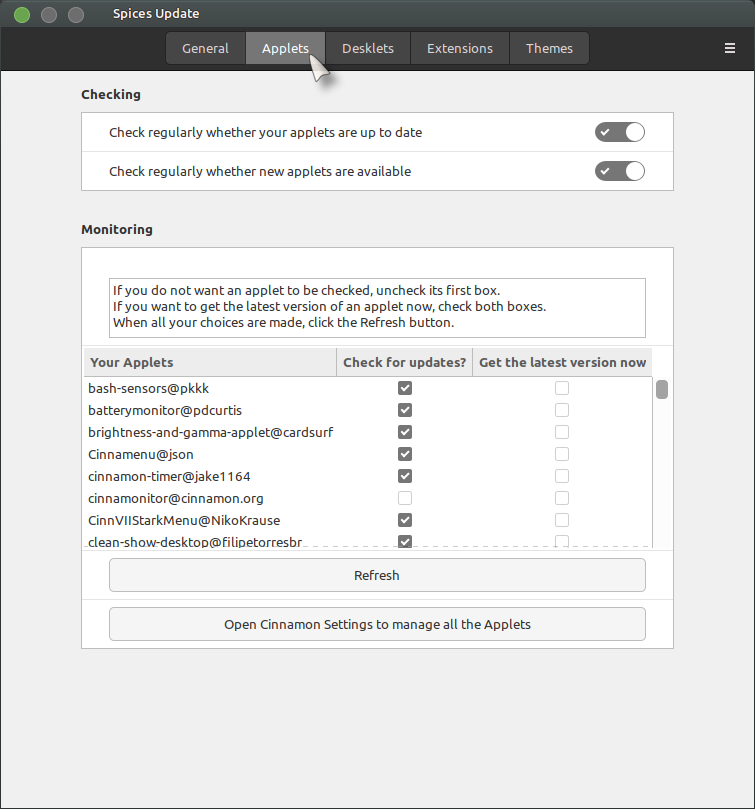 Spices Update
General Applets Desklets Extensions Themes
Checking
Check regularly whether your applets are up to date
Check regularly whether new applets are available
Monitoring
If you do not want an applet to be checked, uncheck its first box.
If you want to get the latest version of an applet now, check both boxes.
When all your choices are made, click the Refresh button.
Your Applets Check for updates? Get the latest version now
bash-sensors@pkkk
batterymonitor@pdcurtis
brightness-and-gamma-applet@cardsurf
Cinnamenu@json
cinnamon-timer@jake1164
cinnamonitor@cinnamon.org
CinnVIIStarkMenu@NikoKrause
clean-show-desktop@filipetorresbr
Refresh
Open Cinnamon Settings to manage all the Applets